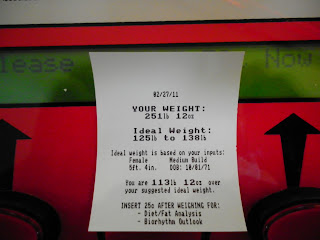 lease
Now
02/27/11
YOUR WEIGHT:
251lb 12oz
Ideal Weight:
125lb to 138lb
Ideal weight is based on your inputs:
Female Medium Build
5ft. 4in. DOB: 10/01/71
You are 113lb 12oz over
your suggested ideal weight.
INSERT 25¢ AFTER WEIGHING FOR:
- Diet/Fat Analysis
- Biorhythm Outlook